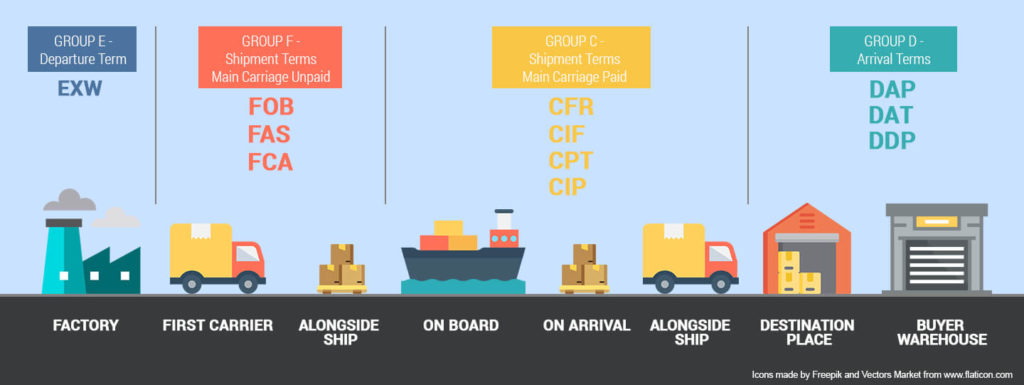 GROUP E -
Departure Term
EXW
GROUP F -
Shipment Terms
Main Carriage Unpaid
FOB
FAS
FCA
GROUP C -
Shipment Terms
Main Carriage Paid
CFR
CIF
CPT
CIP
GROUP D -
Arrival Terms
DAP
DAT
DDP
FACTORY
FIRST CARRIER
ALONGSIDE
SHIP
ON BOARD
ON ARRIVAL
ALONGSIDE
SHIP
DESTINATION
PLACE
BUYER
WAREHOUSE
Icons made by Freepik and Vectors Market from www.flaticon.com